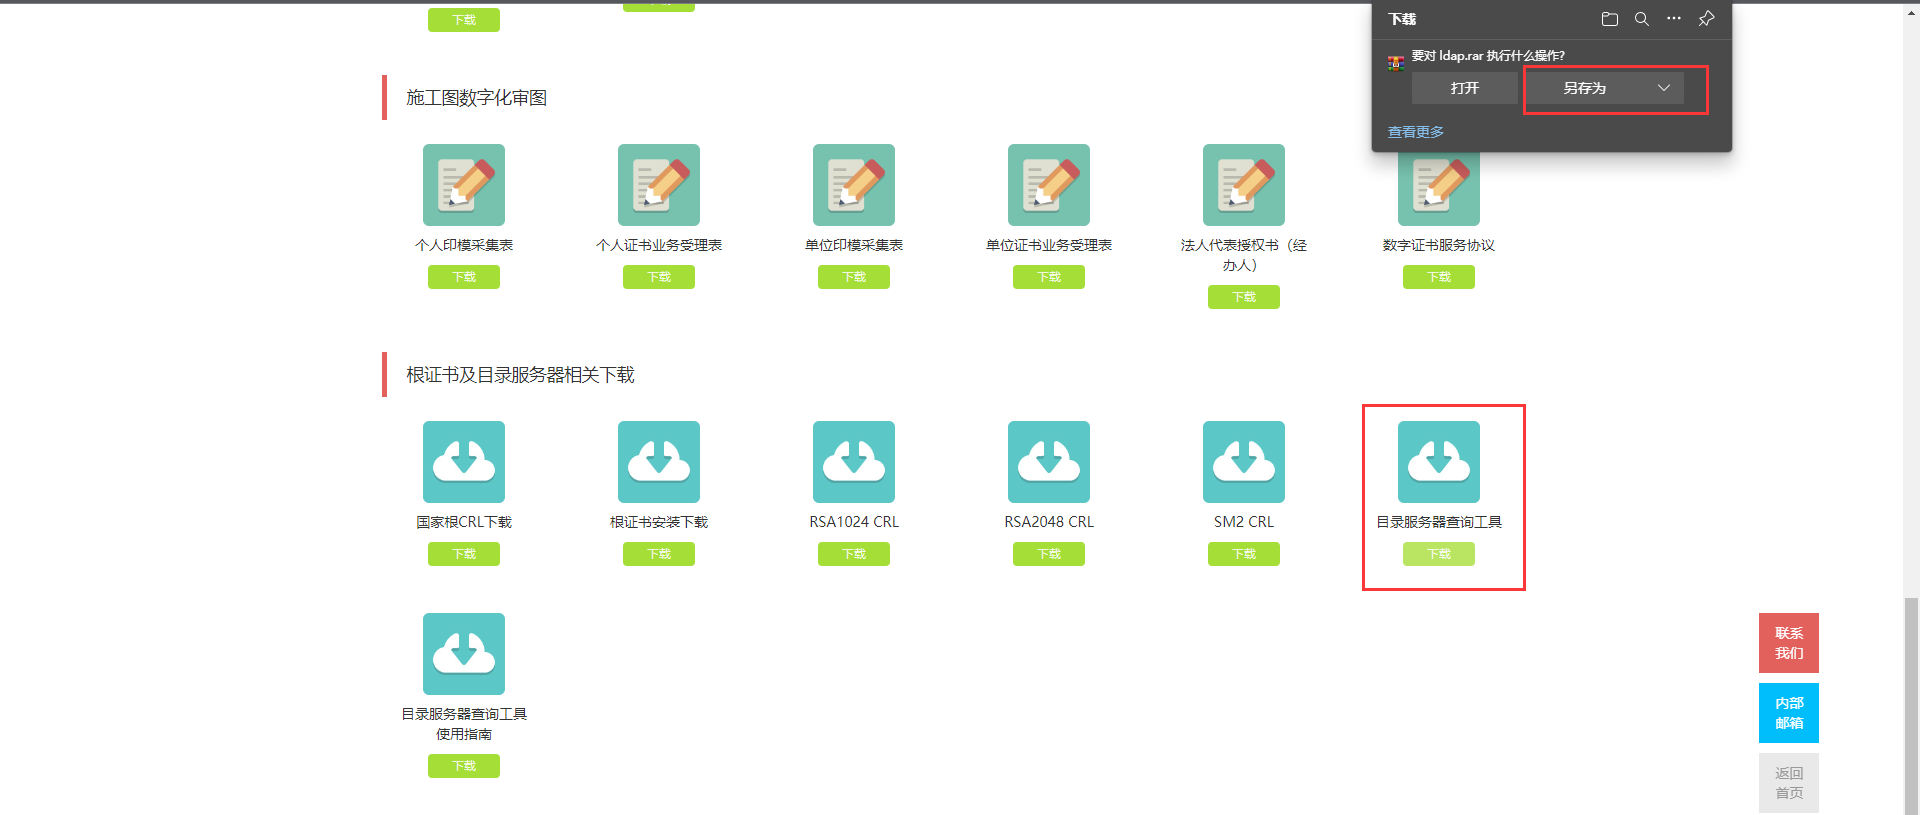 下载
下载
要对 ldap.rar 执行什么操作?
打开
另存为
查看更多
下载
施工图数字化审图
个人印模采集表
下载
个人证书业务受理表
下载
单位印模采集表
下载
单位证书业务受理表
下载
法人代表授权书（经
办人）
下载
数字证书服务协议
下载
根证书及目录服务器相关下载
国家根CRL下载
下载
根证书安装下载
下载
RSA1024 CRL
下载
RSA2048 CRL
下载
SM2 CRL
下载
目录服务器查询工具
下载
目录服务器查询工具
使用指南
下载
联系
我们
内部
邮箱
返回
首页